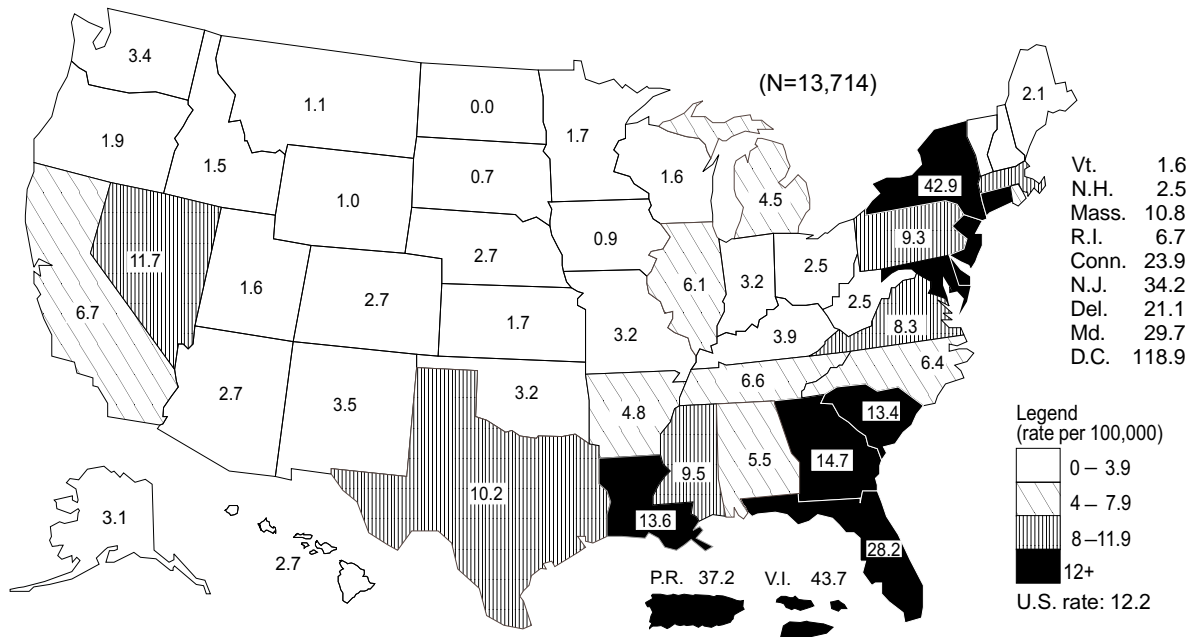 3.4
1.1
0.0
(N=13,714)
2.1
1.9
1.5
1.7
1.6
42.9
1.0
0.7
4.5
11.7
2.7
0.9
9.3
6.7
1.6
2.7
1.7
6.1
3.2
2.5
2.5
3.2
3.9
8.3
2.7
3.5
3.2
4.8
6.6
6.4
13.4
10.2
9.5
5.5
14.7
13.6
28.2
3.1
2.7
P.R. 37.2
V.I. 43.7
Vt. 1.6
N.H. 2.5
Mass. 10.8
R.I. 6.7
Conn. 23.9
N.J. 34.2
Del. 21.1
Md. 29.7
D.C. 118.9
Legend
(rate per 100,000)
0 – 3.9
4 – 7.9
8 –11.9
12+
U.S. rate: 12.2